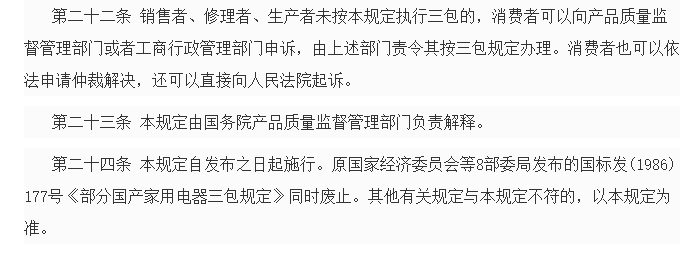 第二十二条 销售者、修理者、生产者未按本规定执行三包的，消费者可以向产品质量监
督管理部门或者工商行政管理部门申诉，由上述部门责令其按三包规定办理。消费者也可以依
法申请仲裁解决，还可以直接向人民法院起诉。
第二十三条 本规定由国务院产品质量监督管理部门负责解释。
第二十四条 本规定自发布之日起施行。原国家经济委员会等8部委局发布的国标发(1986)
177号《部分国产家用电器三包规定》同时废止。其他有关规定与本规定不符的，以本规定为
准。